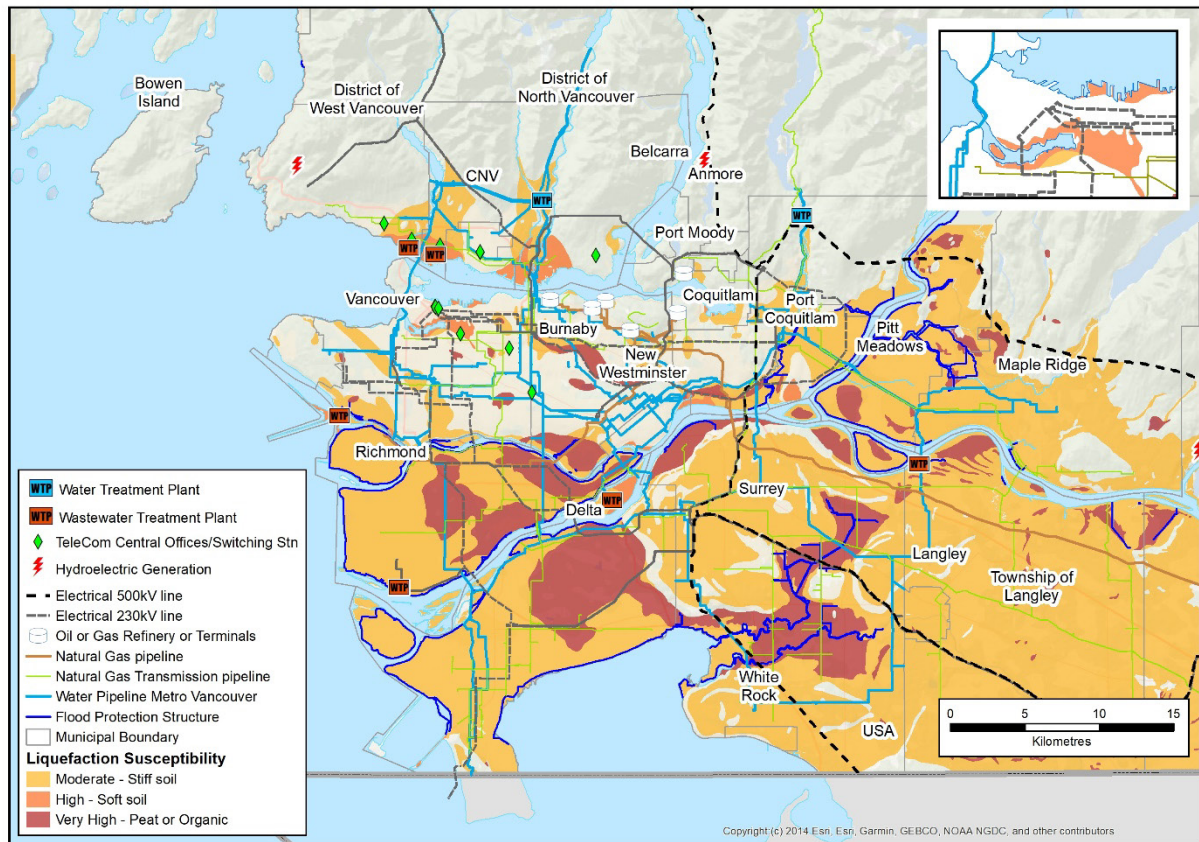 Bowen
Island
District of
West Vancouver
District of
North Vancouver
Belcarra
Anmore
CNV
WTP
WTP
Port Moody
WTP
WTP
Vancouver
Coquitlam
Port
Coquitlam
Burnaby
Pitt
Meadows
New
Westminster
Maple Ridge
WTP
Richmond
WTP
Surrey
WTP
Delta
Langley
Township of
Langley
WTP
White
Rock
USA
WTP Water Treatment Plant
WTP Wastewater Treatment Plant
TeleCom Central Offices/Switching Stn
Hydroelectric Generation
Electrical 500kV line
Electrical 230kV line
Oil or Gas Refinery or Terminals
Natural Gas pipeline
Natural Gas Transmission pipeline
Water Pipeline Metro Vancouver
Flood Protection Structure
Municipal Boundary
Liquefaction Susceptibility
Moderate - Stiff soil
High - Soft soil
Very High - Peat or Organic
0 5 10 15
Kilometres
Copyright:(c) 2014 Esri, Esri, Garmin, GEBCO, NOAA NGDC, and other contributors